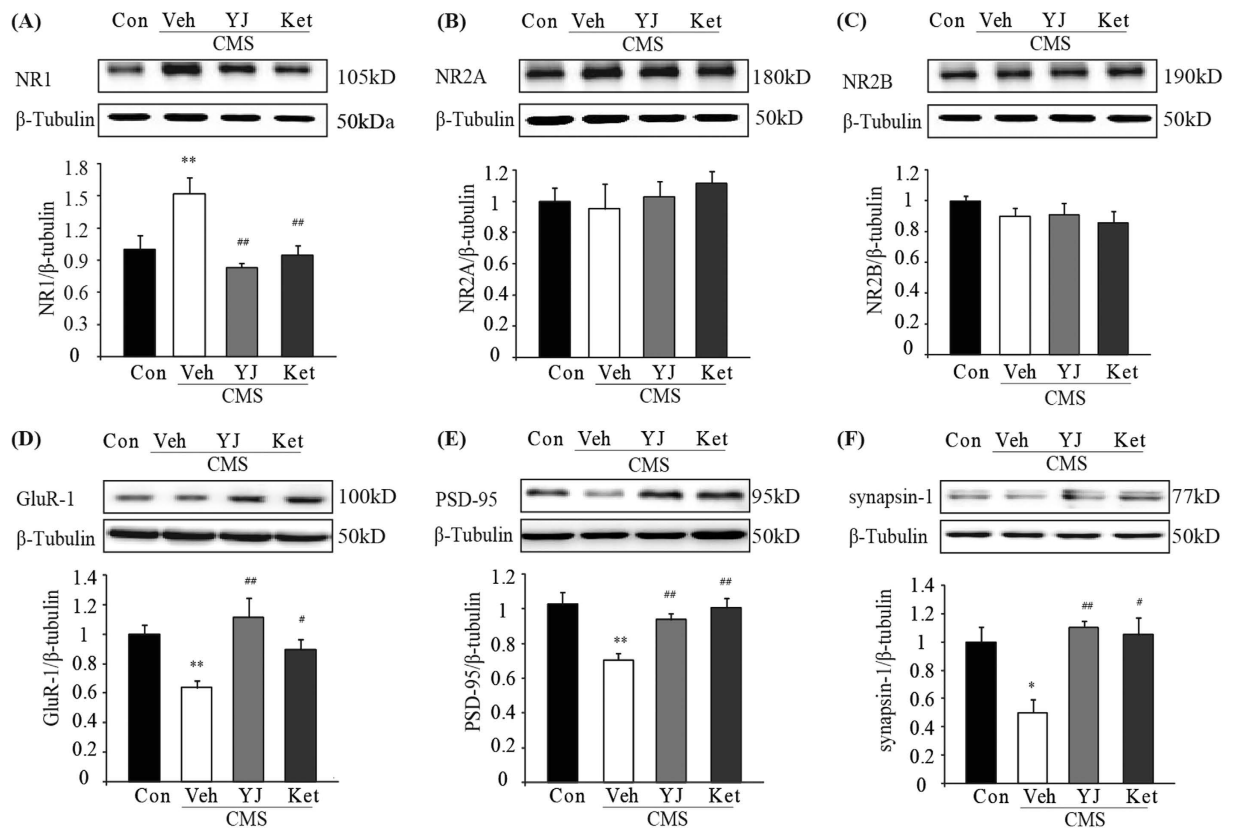 (A)
Con Veh YJ Ket
CMS
NR1 105kD
β-Tubulin 50kDa
NR1/β-tubulin
1.8
1.5
1.2
0.9
0.6
0.3
0
**
##
##
Con Veh YJ Ket
CMS
(B)
Con Veh YJ Ket
CMS
NR2A 180kD
β-Tubulin 50kD
NR2A/β-tubulin
1.2
1
0.8
0.6
0.4
0.2
0
Con Veh YJ Ket
CMS
(C)
Con Veh YJ Ket
CMS
NR2B 190kD
β-Tubulin 50kD
NR2B/β-tubulin
1.2
1
0.8
0.6
0.4
0.2
0
Con Veh YJ Ket
CMS
(D)
Con Veh YJ Ket
CMS
GluR-1 100kD
β-Tubulin 50kD
GluR-1/β-tubulin
1.4
1.2
1
0.8
0.6
0.4
0.2
0
**
##
#
Con Veh YJ Ket
CMS
(E)
Con Veh YJ Ket
CMS
PSD-95 95kD
β-Tubulin 50kD
PSD-95/β-tubulin
1.2
1
0.8
0.6
0.4
0.2
0
**
##
##
Con Veh YJ Ket
CMS
(F)
Con Veh YJ Ket
CMS
synapsin-1 77kD
β-Tubulin 50kD
synapsin-1/β-tubulin
1.4
1.2
1
0.8
0.6
0.4
0.2
0
*
##
#
Con Veh YJ Ket
CMS